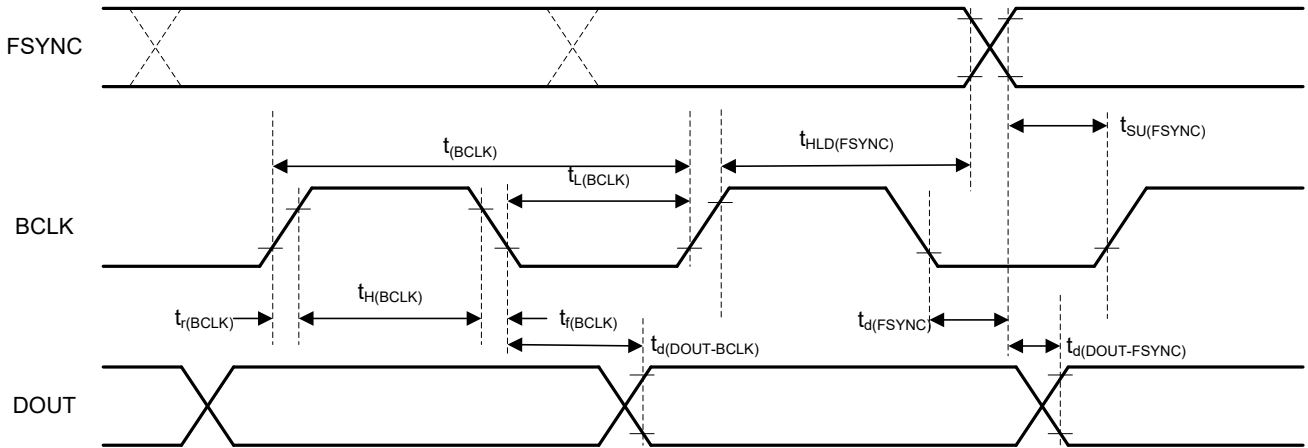 FSYNC
t(BCLK)
tL(BCLK)
tHLD(FSYNC)
tSU(FSYNC)
BCLK
tr(BCLK)
tH(BCLK)
tf(BCLK)
td(DOUT-BCLK)
td(FSYNC)
td(DOUT-FSYNC)
DOUT